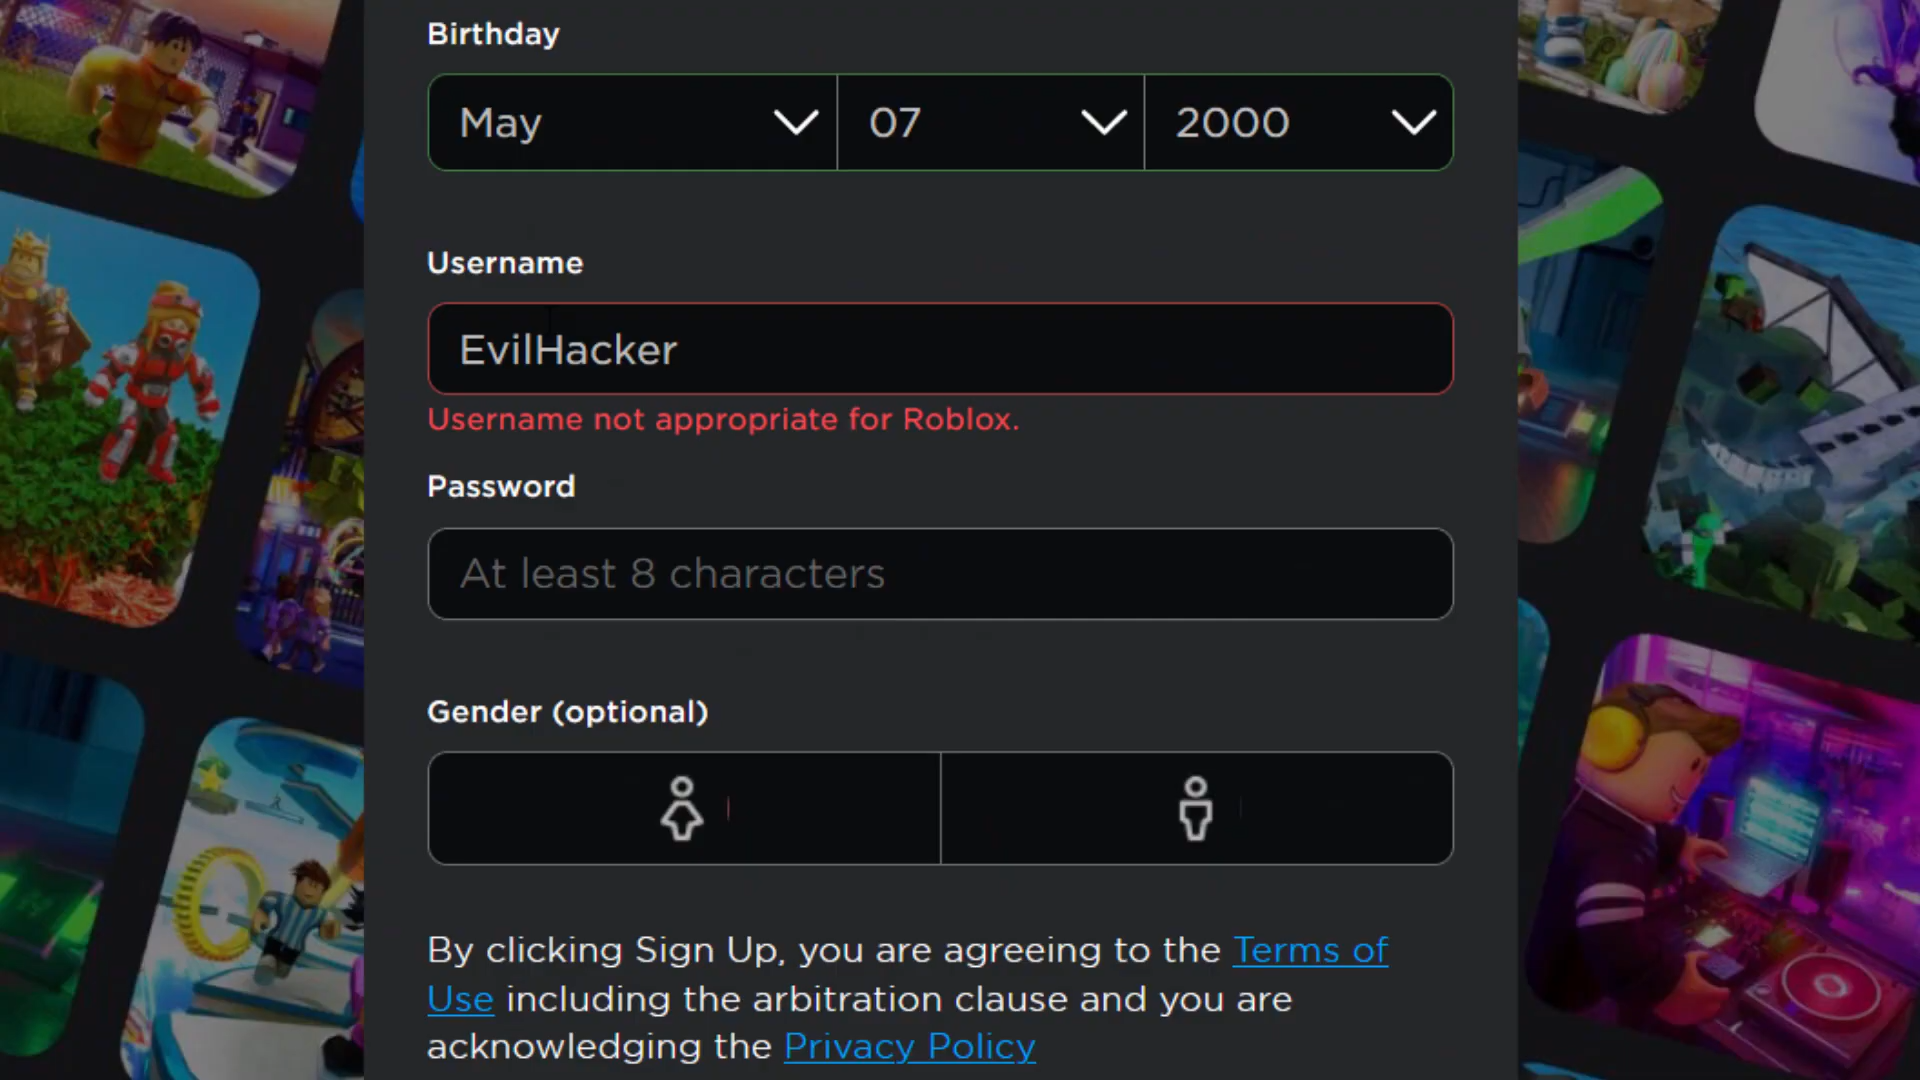 Birthday
May 07 2000
Username
EvilHacker
Username not appropriate for Roblox.
Password
At least 8 characters
Gender (optional)
By clicking Sign Up, you are agreeing to the Terms of
Use including the arbitration clause and you are
acknowledging the Privacy Policy